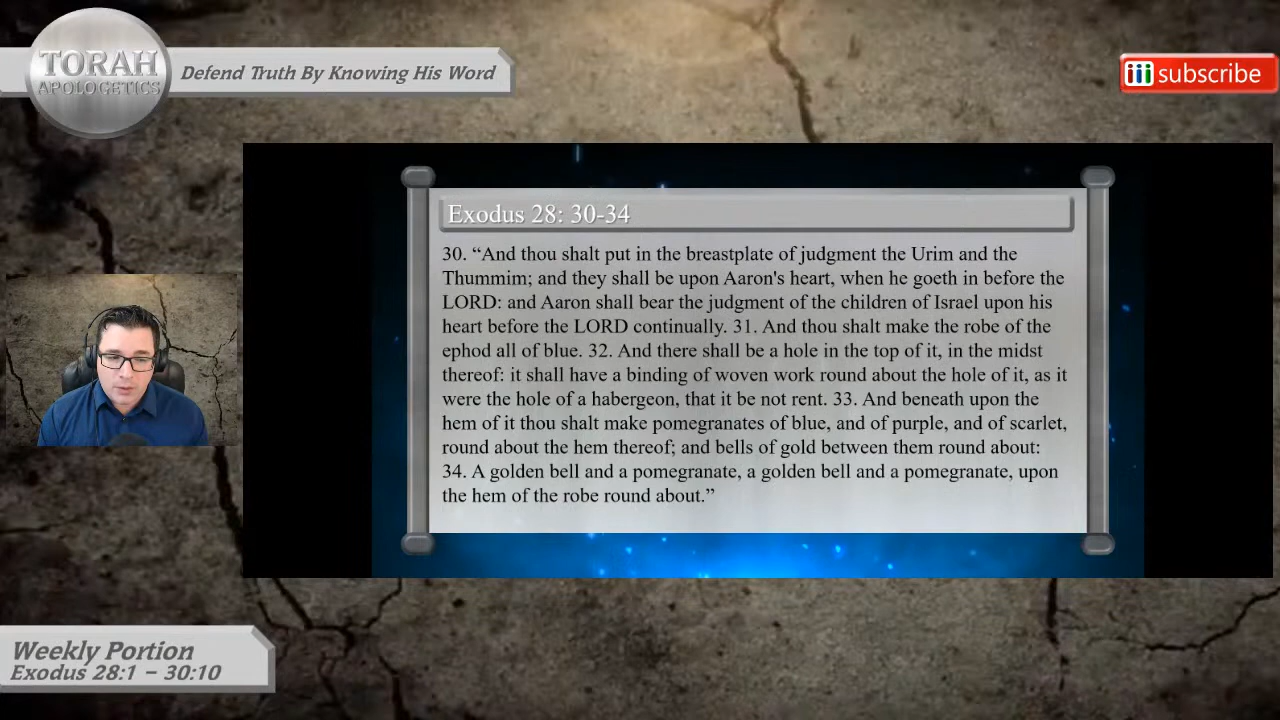 TORAH
APOLOGETICS
Defend Truth By Knowing His Word
subscribe
Exodus 28: 30-34
30. “And thou shalt put in the breastplate of judgment the Urim and the
Thummim; and they shall be upon Aaron's heart, when he goeth in before the
LORD: and Aaron shall bear the judgment of the children of Israel upon his
heart before the LORD continually. 31. And thou shalt make the robe of the
ephod all of blue. 32. And there shall be a hole in the top of it, in the midst
thereof: it shall have a binding of woven work round about the hole of it, as it
were the hole of a habergeon, that it be not rent. 33. And beneath upon the
hem of it thou shalt make pomegranates of blue, and of purple, and of scarlet,
round about the hem thereof; and bells of gold between them round about:
34. A golden bell and a pomegranate, a golden bell and a pomegranate, upon
the hem of the robe round about.”
Weekly Portion
Exodus 28:1 – 30:10